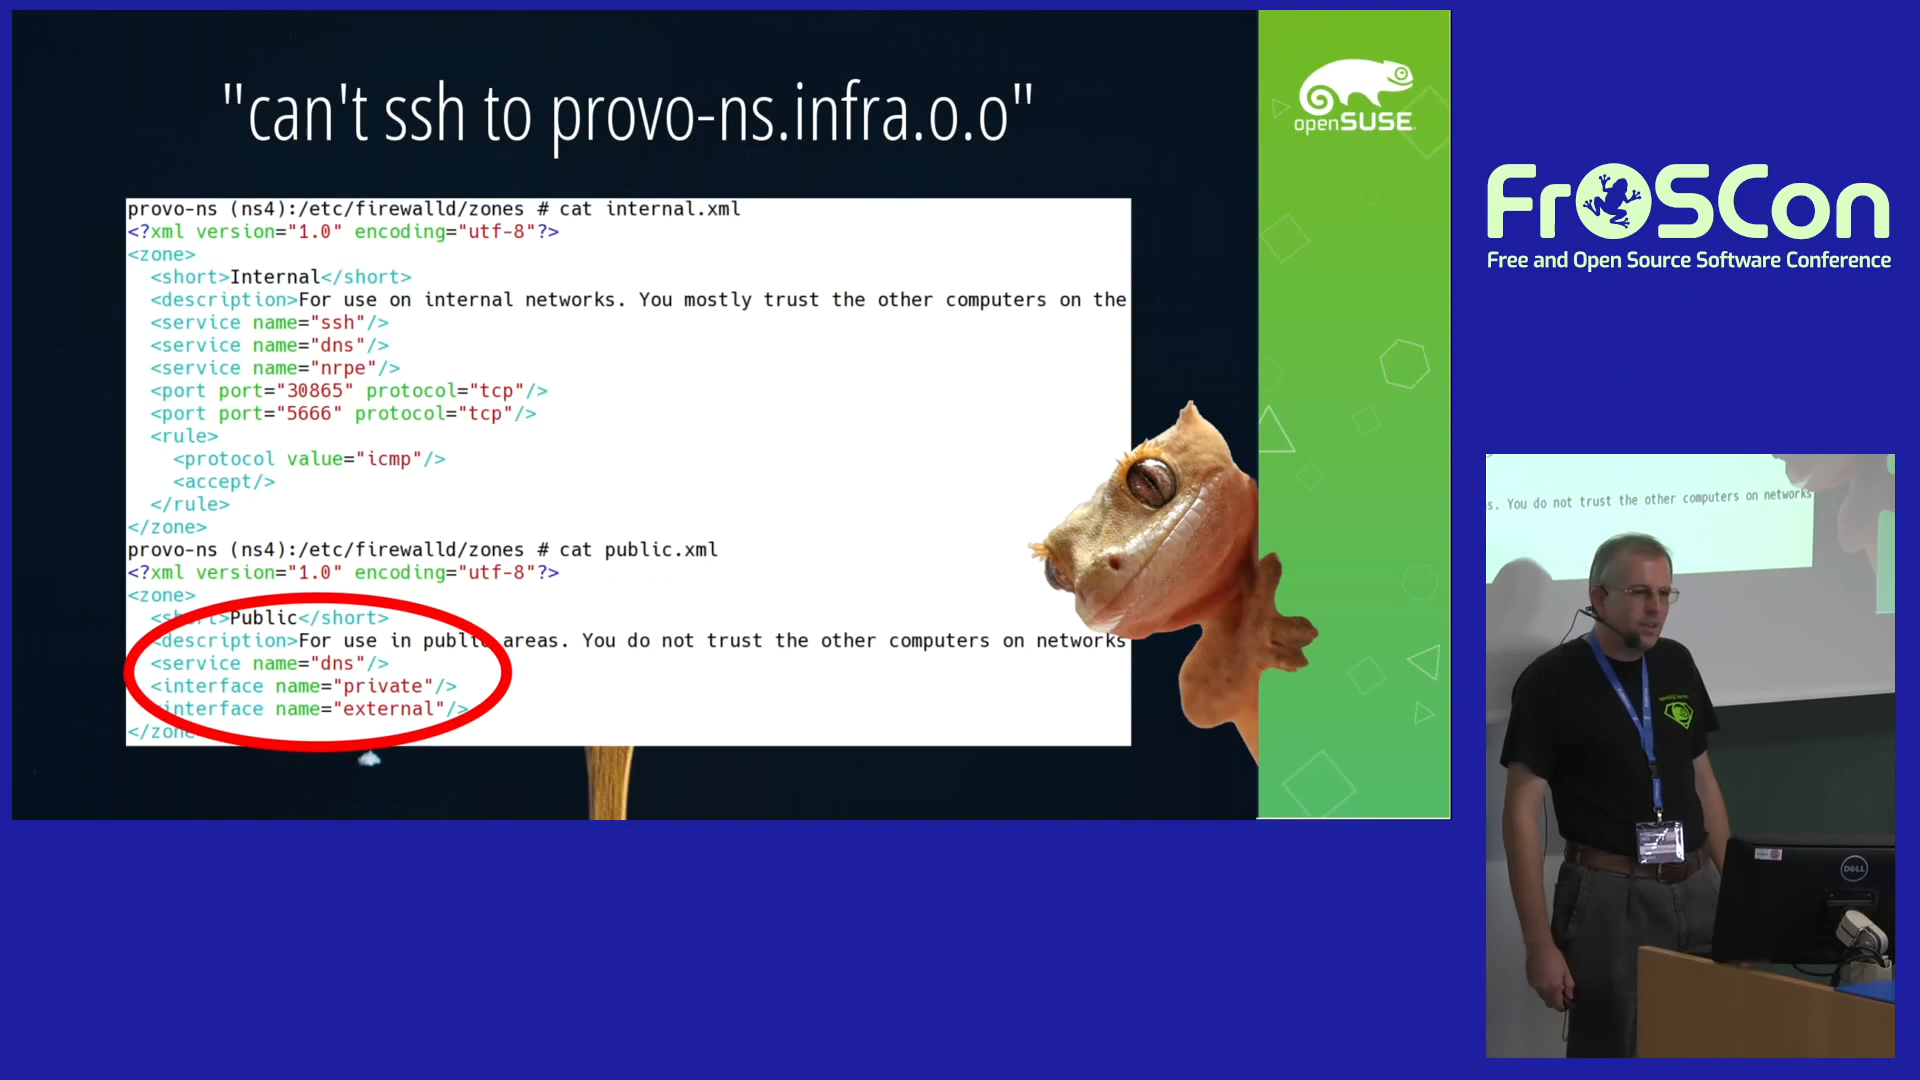 "can't ssh to provo-ns.infra.o.o"
openSUSE
provo-ns (ns4):/etc/firewalld/zones # cat internal.xml
<?xml version="1.0" encoding="utf-8"?>
<zone>
  <short>Internal</short>
  <description>For use on internal networks. You mostly trust the other computers on the
  <service name="ssh"/>
  <service name="dns"/>
  <service name="nrpe"/>
  <port port="30865" protocol="tcp"/>
  <port port="5666" protocol="tcp"/>
  <rule>
    <protocol value="icmp"/>
    <accept/>
  </rule>
</zone>
provo-ns (ns4):/etc/firewalld/zones # cat public.xml
<?xml version="1.0" encoding="utf-8"?>
<zone>
  <short>Public</short>
  <description>For use in public areas. You do not trust the other computers on networks
  <service name="dns"/>
  <interface name="private"/>
  <interface name="external"/>
</zone>
FrOSCon
Free and Open Source Software Conference
s. You do not trust the other computers on networks
DELL